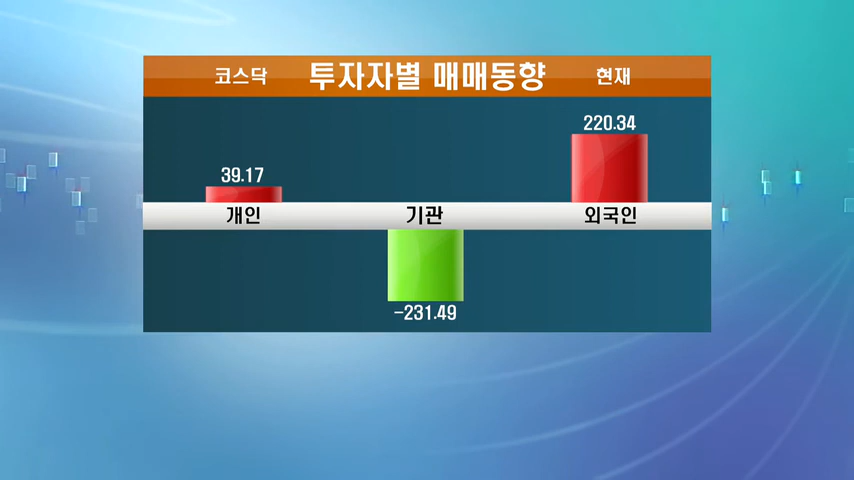 코스닥 투자자별 매매동향 현재
39.17
220.34
개인 기관 외국인
-231.49